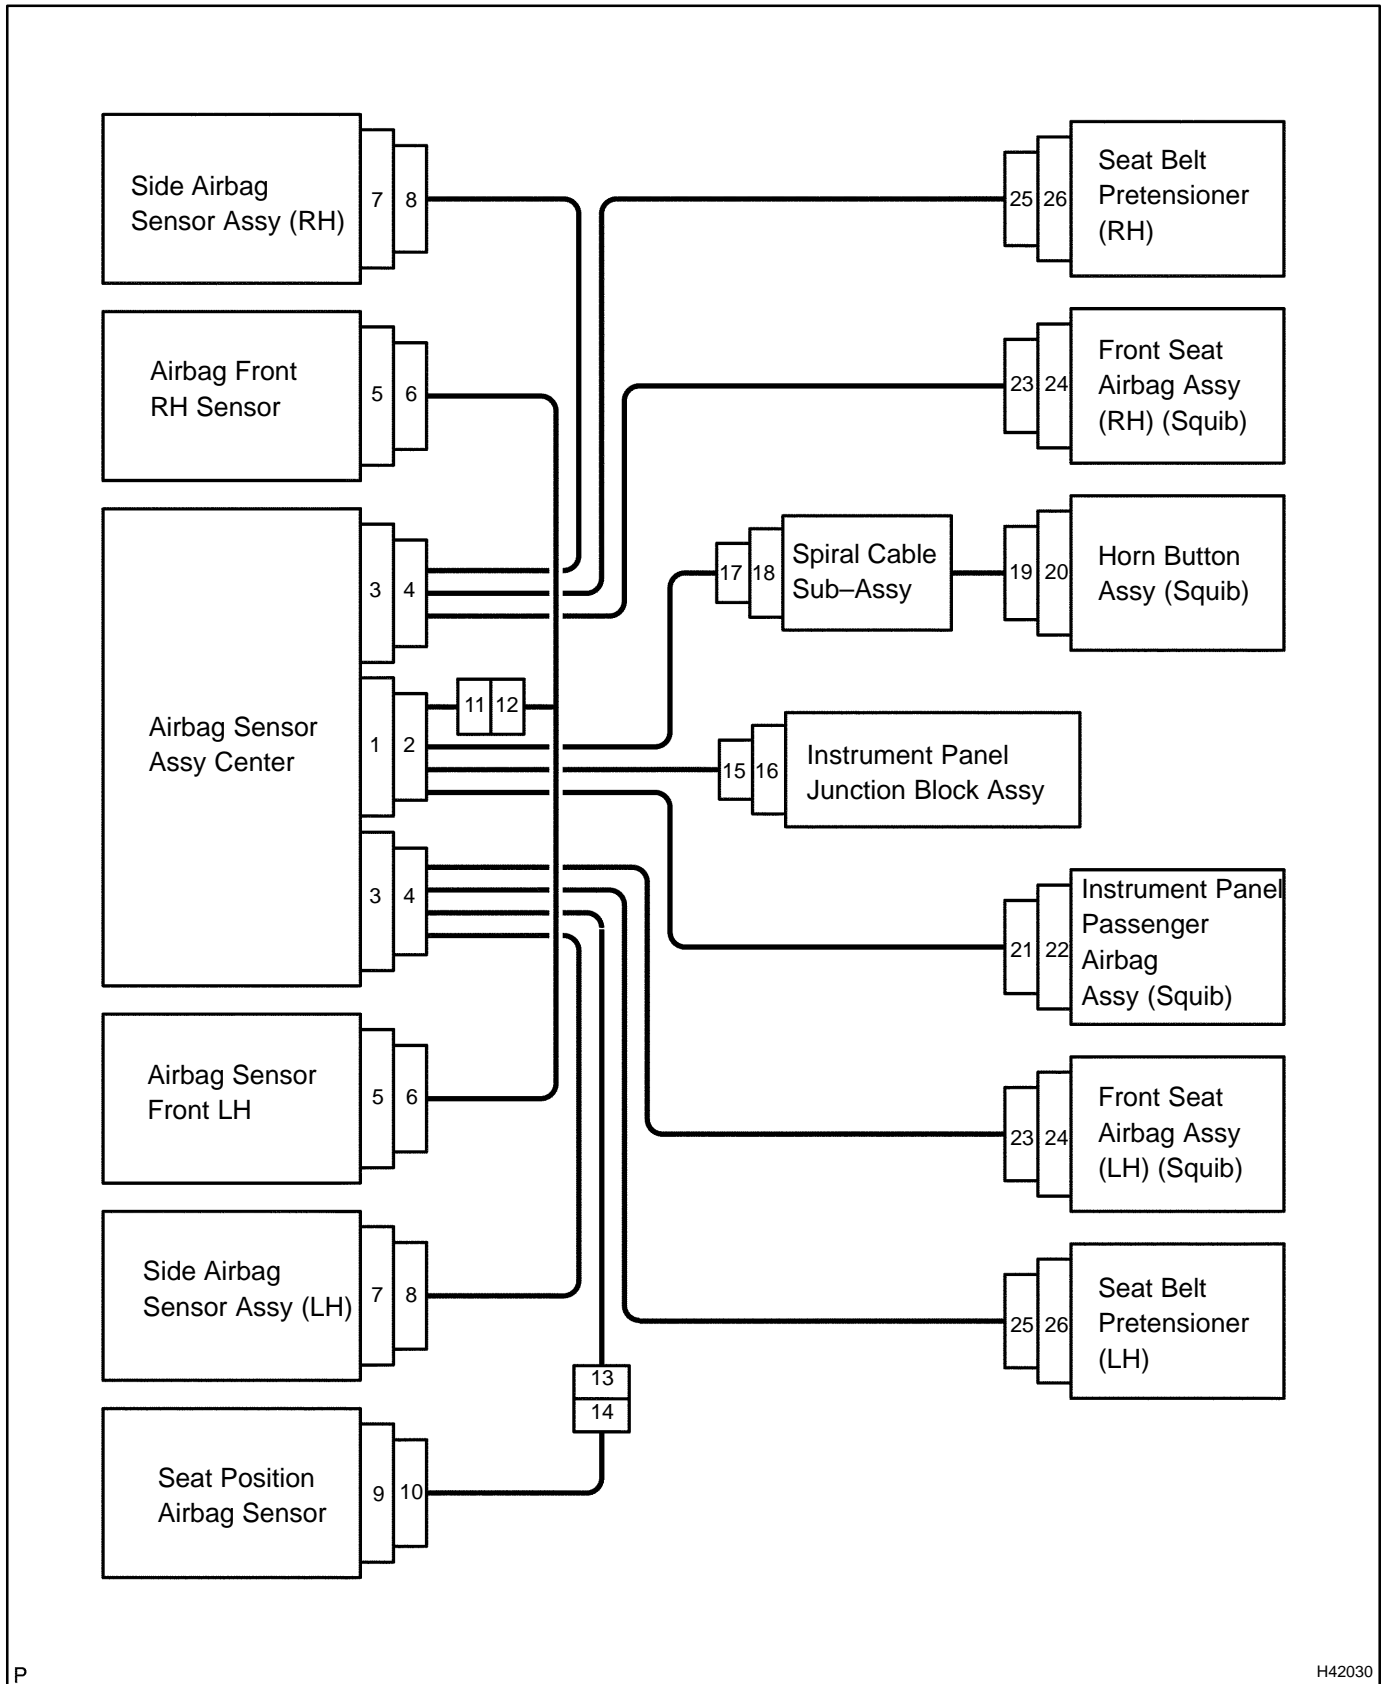 Side Airbag
Sensor Assy (RH)
7 8
25 26
Seat Belt
Pretensioner
(RH)
Airbag Front
RH Sensor
5 6
23 24
Front Seat
Airbag Assy
(RH) (Squib)
3 4
17 18
Spiral Cable
Sub–Assy
19 20
Horn Button
Assy (Squib)
Airbag Sensor
Assy Center
1 2
11 12
15 16
Instrument Panel
Junction Block Assy
3 4
21 22
Instrument Panel
Passenger
Airbag
Assy (Squib)
Airbag Sensor
Front LH
5 6
23 24
Front Seat
Airbag Assy
(LH) (Squib)
Side Airbag
Sensor Assy (LH)
7 8
25 26
Seat Belt
Pretensioner
(LH)
13
14
Seat Position
Airbag Sensor
9 10
P
H42030